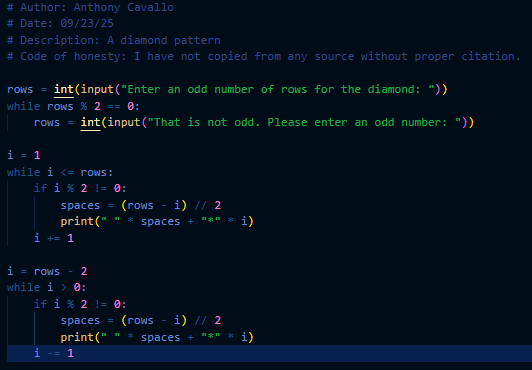 # Author: Anthony Cavallo
# Date: 09/23/25
# Description: A diamond pattern
# Code of honesty: I have not copied from any source without proper citation.

rows = int(input("Enter an odd number of rows for the diamond: "))
while rows % 2 == 0:
    rows = int(input("That is not odd. Please enter an odd number: "))

i = 1
while i <= rows:
    if i % 2 != 0:
        spaces = (rows - i) // 2
        print(" " * spaces + "*" * i)
    i += 1

i = rows - 2
while i > 0:
    if i % 2 != 0:
        spaces = (rows - i) // 2
        print(" " * spaces + "*" * i)
    i -= 1